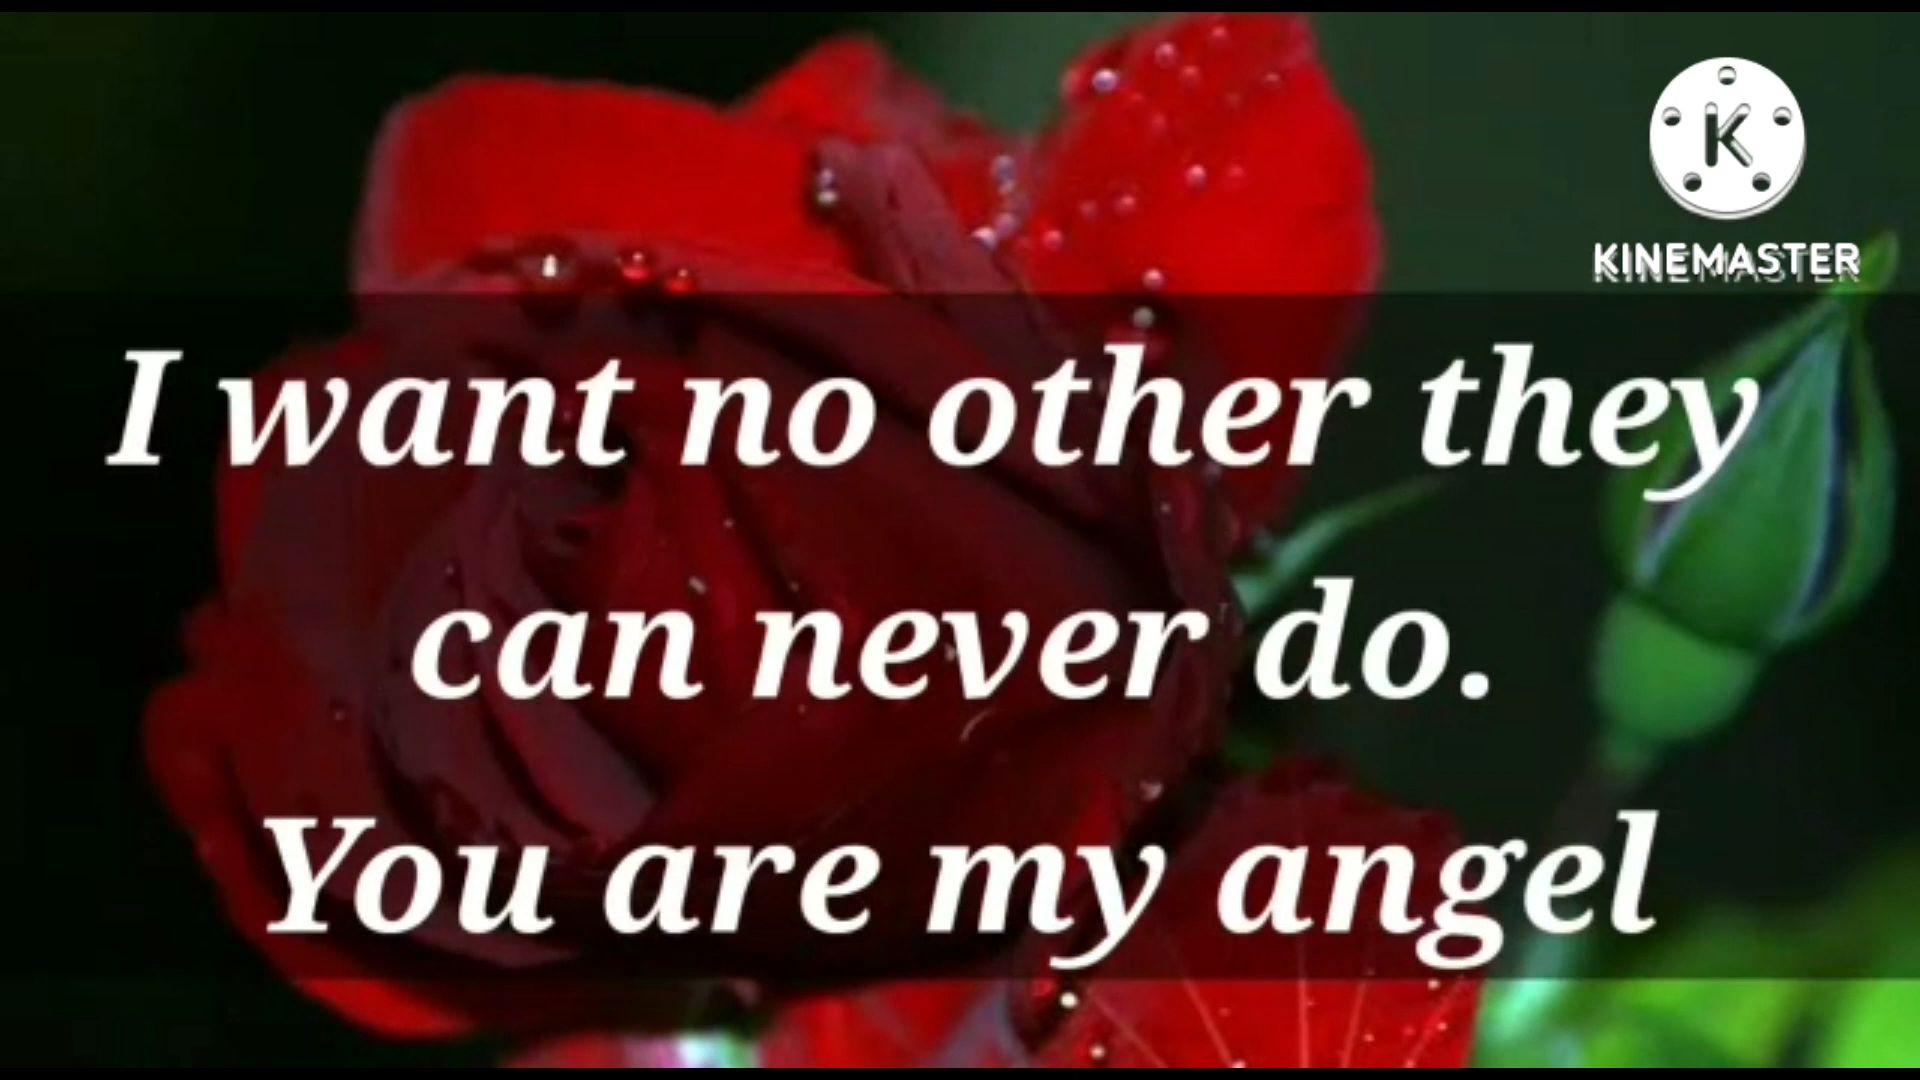 K
KINEMASTER
I want no other they
can never do.
You are my angel